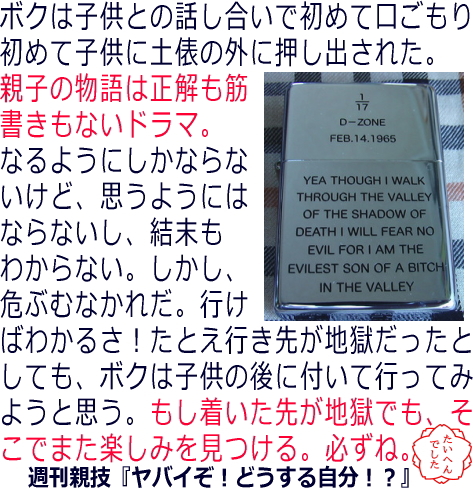 ボクは子供との話し合いで初めて口ごもり
初めて子供に土俵の外に押し出された。
親子の物語は正解も筋
書きもないドラマ。
なるようにしかならな
いけど、思うようには
ならないし、結末も
わからない。しかし、
危ぶむなかれだ。行け
ばわかるさ！たとえ行き先が地獄だったと
しても、ボクは子供の後に付いて行ってみ
ようと思う。もし着いた先が地獄でも、そ
こでまた楽しみを見つける。必ずね。
1
17
D-ZONE
FEB.14.1965
YEA THOUGH I WALK
THROUGH THE VALLEY
OF THE SHADOW OF
DEATH I WILL FEAR NO
EVIL FOR I AM THE
EVILEST SON OF A BITCH
IN THE VALLEY
たいへん
でした
週刊親技『ヤバイぞ！どうする自分！？』